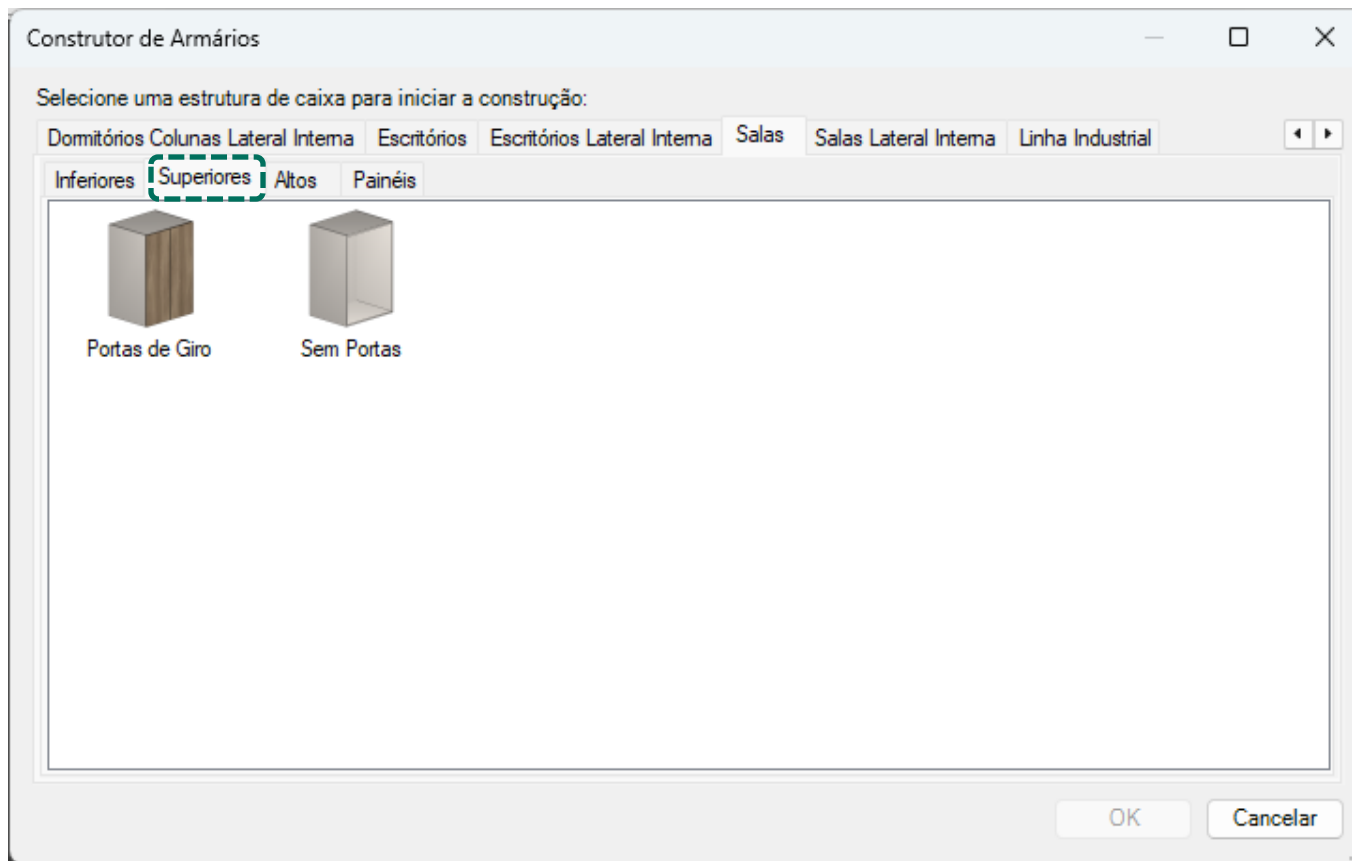 Construtor de Armários
Selecione uma estrutura de caixa para iniciar a construção:
Dormitórios Colunas Lateral Interna Escritórios Escritórios Lateral Interna Salas Salas Lateral Interna Linha Industrial
Inferiores Superiores Altos Painéis
Portas de Giro Sem Portas
OK Cancelar